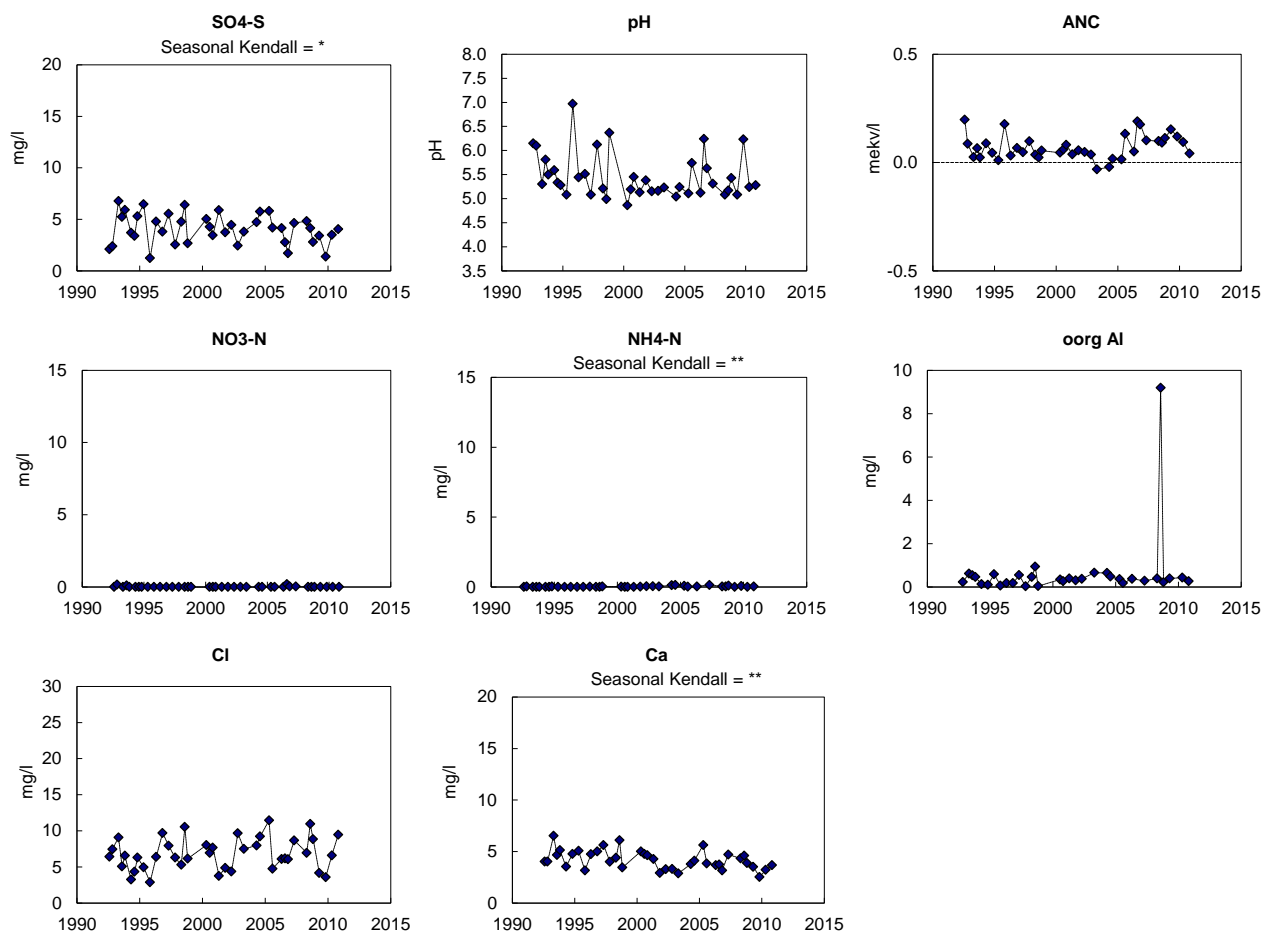 SO4-S
Seasonal Kendall = *
mg/l
20
15
10
5
0
1990 1995 2000 2005 2010 2015
pH
pH
8.0
7.5
7.0
6.5
6.0
5.5
5.0
4.5
4.0
3.5
1990 1995 2000 2005 2010 2015
ANC
mekv/l
0.5
0.0
-0.5
1990 1995 2000 2005 2010 2015
NO3-N
mg/l
15
10
5
0
1990 1995 2000 2005 2010 2015
NH4-N
Seasonal Kendall = **
mg/l
15
10
5
0
1990 1995 2000 2005 2010 2015
oorg Al
mg/l
10
8
6
4
2
0
1990 1995 2000 2005 2010 2015
Cl
mg/l
30
25
20
15
10
5
0
1990 1995 2000 2005 2010 2015
Ca
Seasonal Kendall = **
mg/l
20
15
10
5
0
1990 1995 2000 2005 2010 2015